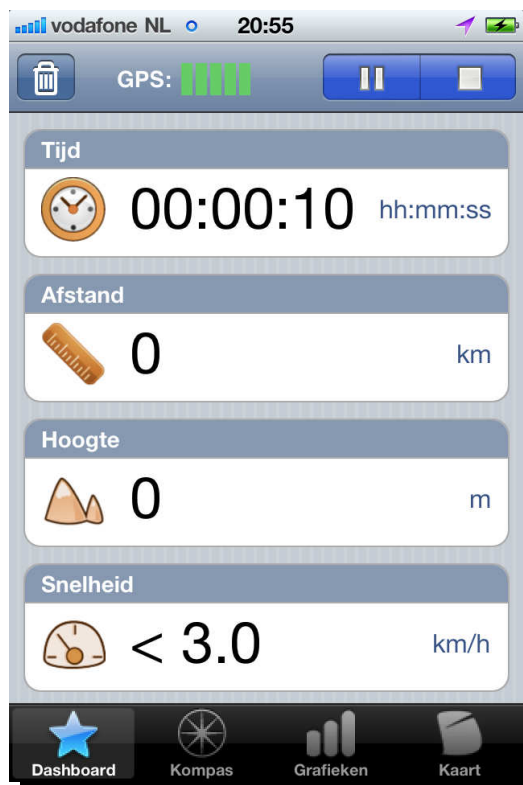 vodafone NL 20:55
GPS:
Tijd
00:00:10 hh:mm:ss
Afstand
0 km
Hoogte
0 m
Snelheid
< 3.0 km/h
Dashboard Kompas Grafieken Kaart